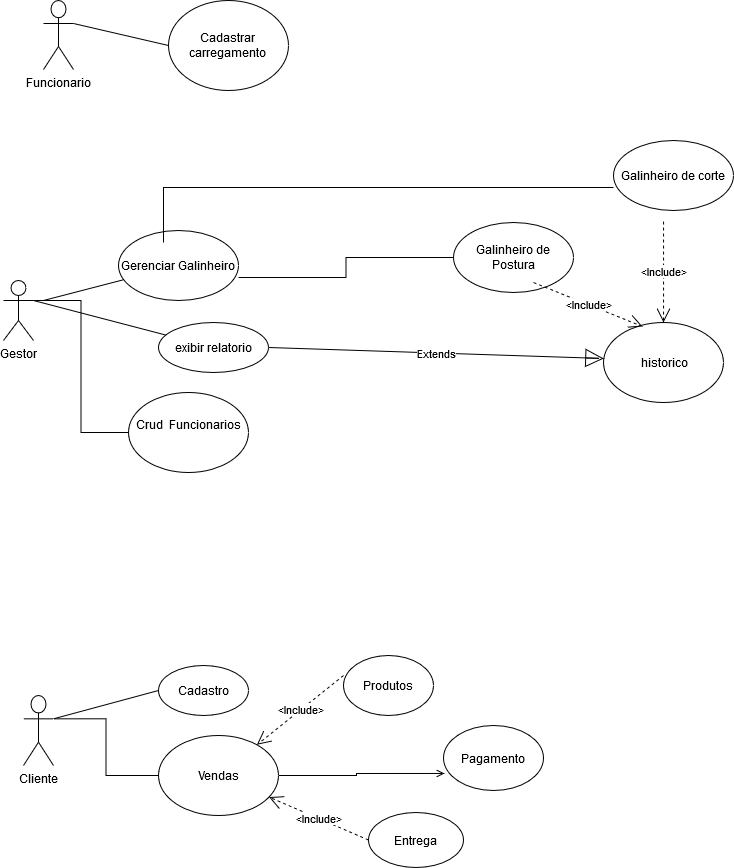 Cadastrar
carregamento
Funcionario
Galinheiro de corte
Gerenciar Galinheiro
Galinheiro de
Postura
<Include>
<Include>
Gestor
exibir relatorio
Extends
historico
Crud  Funcionarios
Cadastro
Produtos
<Include>
Cliente
Vendas
Pagamento
<Include>
Entrega